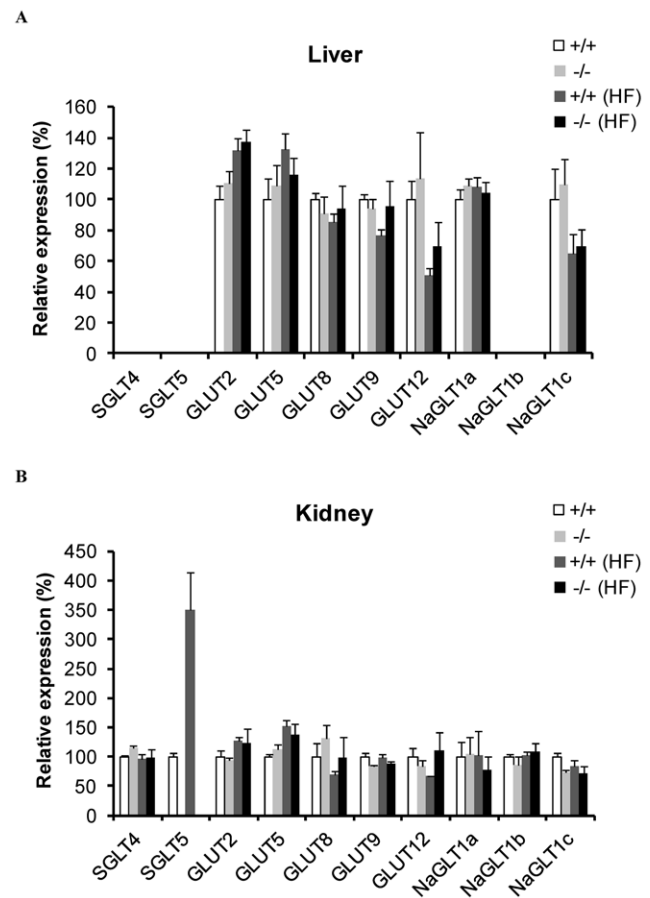 A
Liver
+/+
-/-
+/+ (HF)
-/- (HF)
Relative expression (%)
160
140
120
100
80
60
40
20
0
SGLT4
SGLT5
GLUT2
GLUT5
GLUT8
GLUT9
GLUT12
NaGLT1a
NaGLT1b
NaGLT1c
B
Kidney
+/+
-/-
+/+ (HF)
-/- (HF)
Relative expression (%)
450
400
350
300
250
200
150
100
50
0
SGLT4
SGLT5
GLUT2
GLUT5
GLUT8
GLUT9
GLUT12
NaGLT1a
NaGLT1b
NaGLT1c